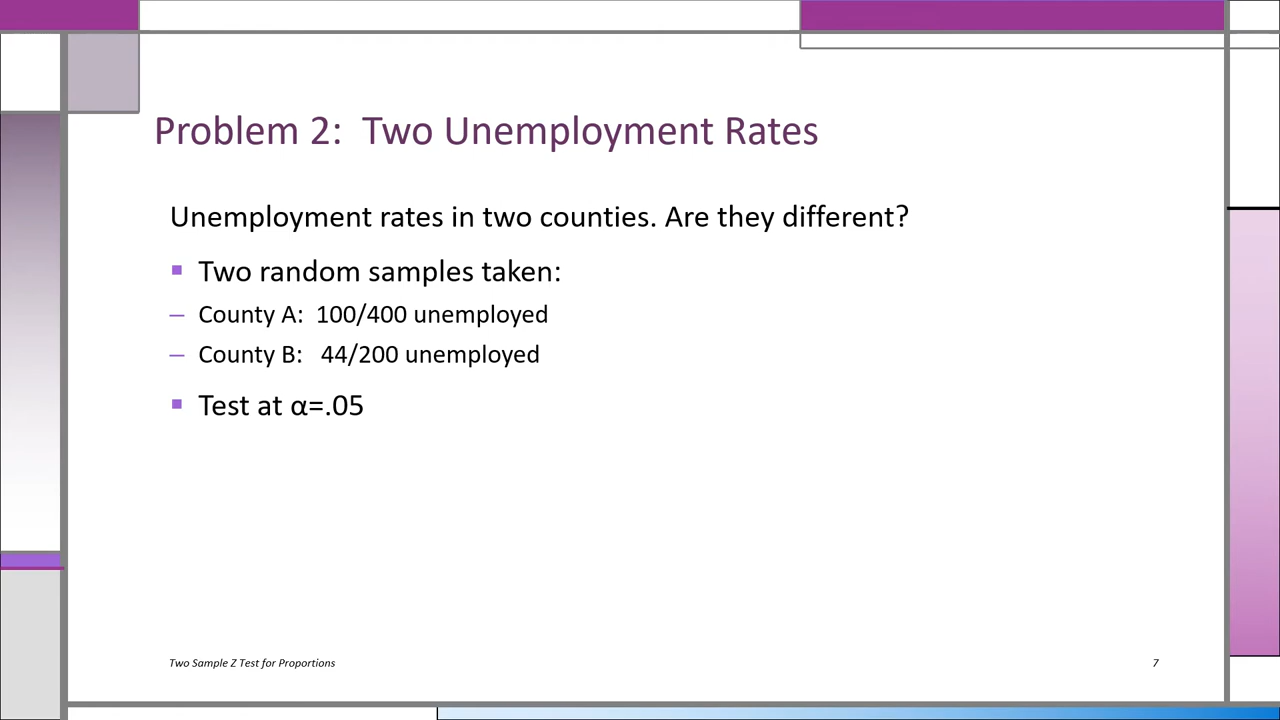 Problem 2:  Two Unemployment Rates
Unemployment rates in two counties. Are they different?
▪ Two random samples taken:
– County A:  100/400 unemployed
– County B:   44/200 unemployed
▪ Test at α=.05
Two Sample Z Test for Proportions
7